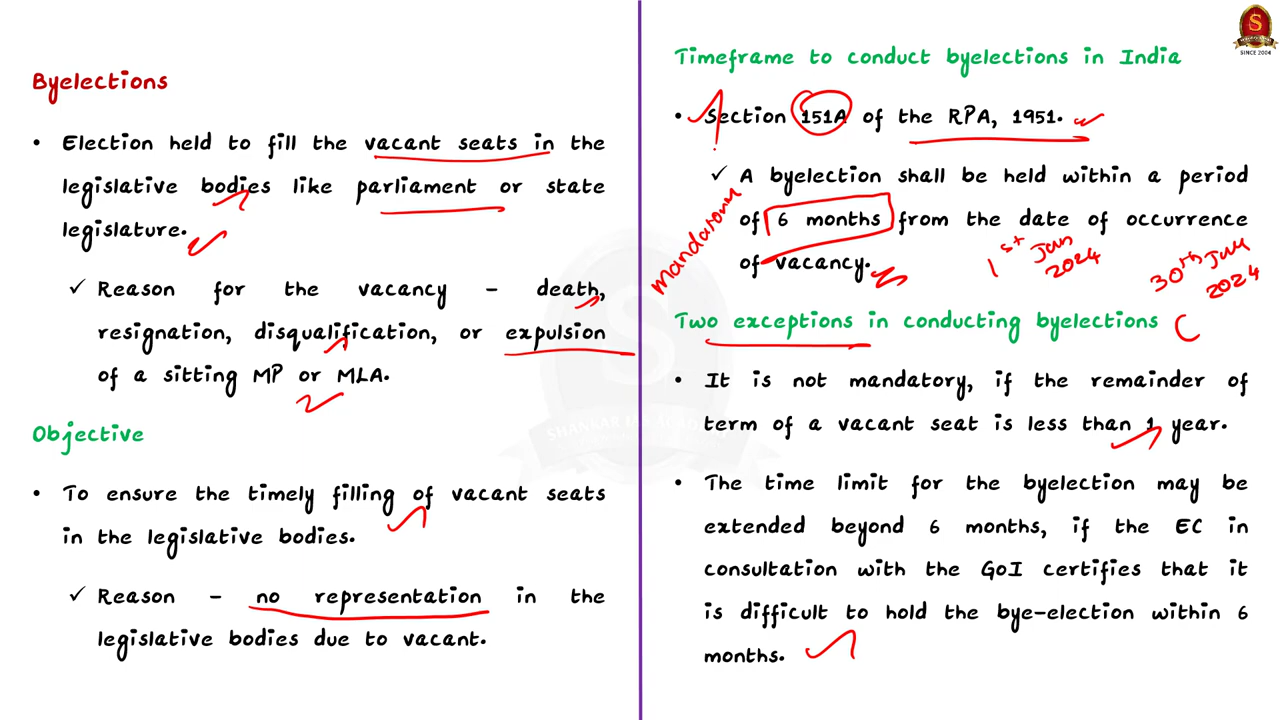 Byelections
• Election held to fill the vacant seats in the
legislative bodies like parliament or state
legislature.
✓ Reason for the vacancy - death,
resignation, disqualification, or expulsion
of a sitting MP or MLA.
Objective
• To ensure the timely filling of vacant seats
in the legislative bodies.
✓ Reason - no representation in the
legislative bodies due to vacant.
SINCE 2004
Timeframe to conduct byelections in India
• Section 151A of the RPA, 1951.
✓ A byelection shall be held within a period
of 6 months from the date of occurrence
of vacancy.
1st Jan
2024
30th
2024
Two exceptions in conducting byelections
• It is not mandatory, if the remainder of
term of a vacant seat is less than 1 year.
• The time limit for the byelection may be
extended beyond 6 months, if the EC in
consultation with the GoI certifies that it
is difficult to hold the bye-election within 6
months.